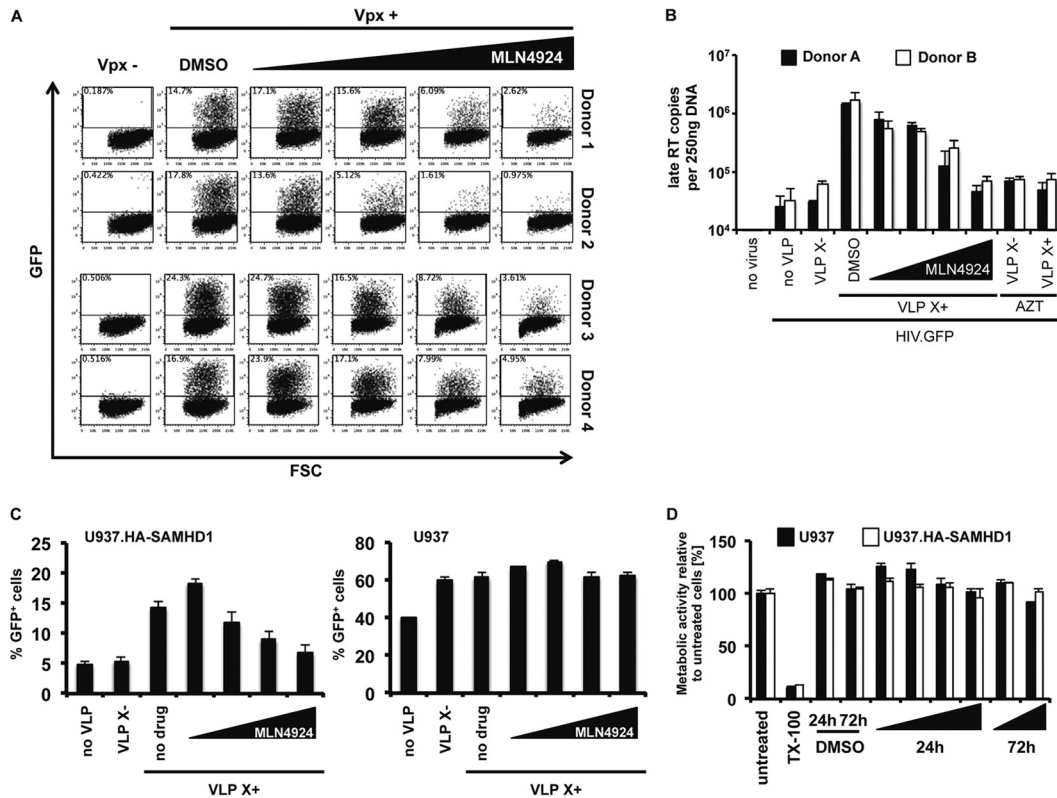 A
Vpx +
Vpx -
DMSO
MLN4924
0.187%
14.7%
17.1%
15.6%
6.09%
2.62%
Donor 1
0.422%
17.8%
13.6%
5.12%
1.61%
0.975%
Donor 2
0.506%
24.3%
24.7%
16.5%
8.72%
3.61%
Donor 3
0.516%
16.9%
23.9%
17.1%
7.99%
4.95%
Donor 4
GFP
FSC
B
Donor A
Donor B
late RT copies
per 250ng DNA
10⁷
10⁶
10⁵
10⁴
no virus
no VLP
VLP X-
DMSO
MLN4924
VLP X-
VLP X+
VLP X+
AZT
HIV.GFP
C
U937.HA-SAMHD1
% GFP⁺ cells
25
20
15
10
5
0
no VLP
VLP X-
no drug
MLN4924
VLP X+
U937
% GFP⁺ cells
80
60
40
20
0
no VLP
VLP X-
no drug
MLN4924
VLP X+
D
U937
U937.HA-SAMHD1
Metabolic activity relative
to untreated cells [%]
150
100
50
0
untreated
TX-100
24h 72h
DMSO
24h
72h